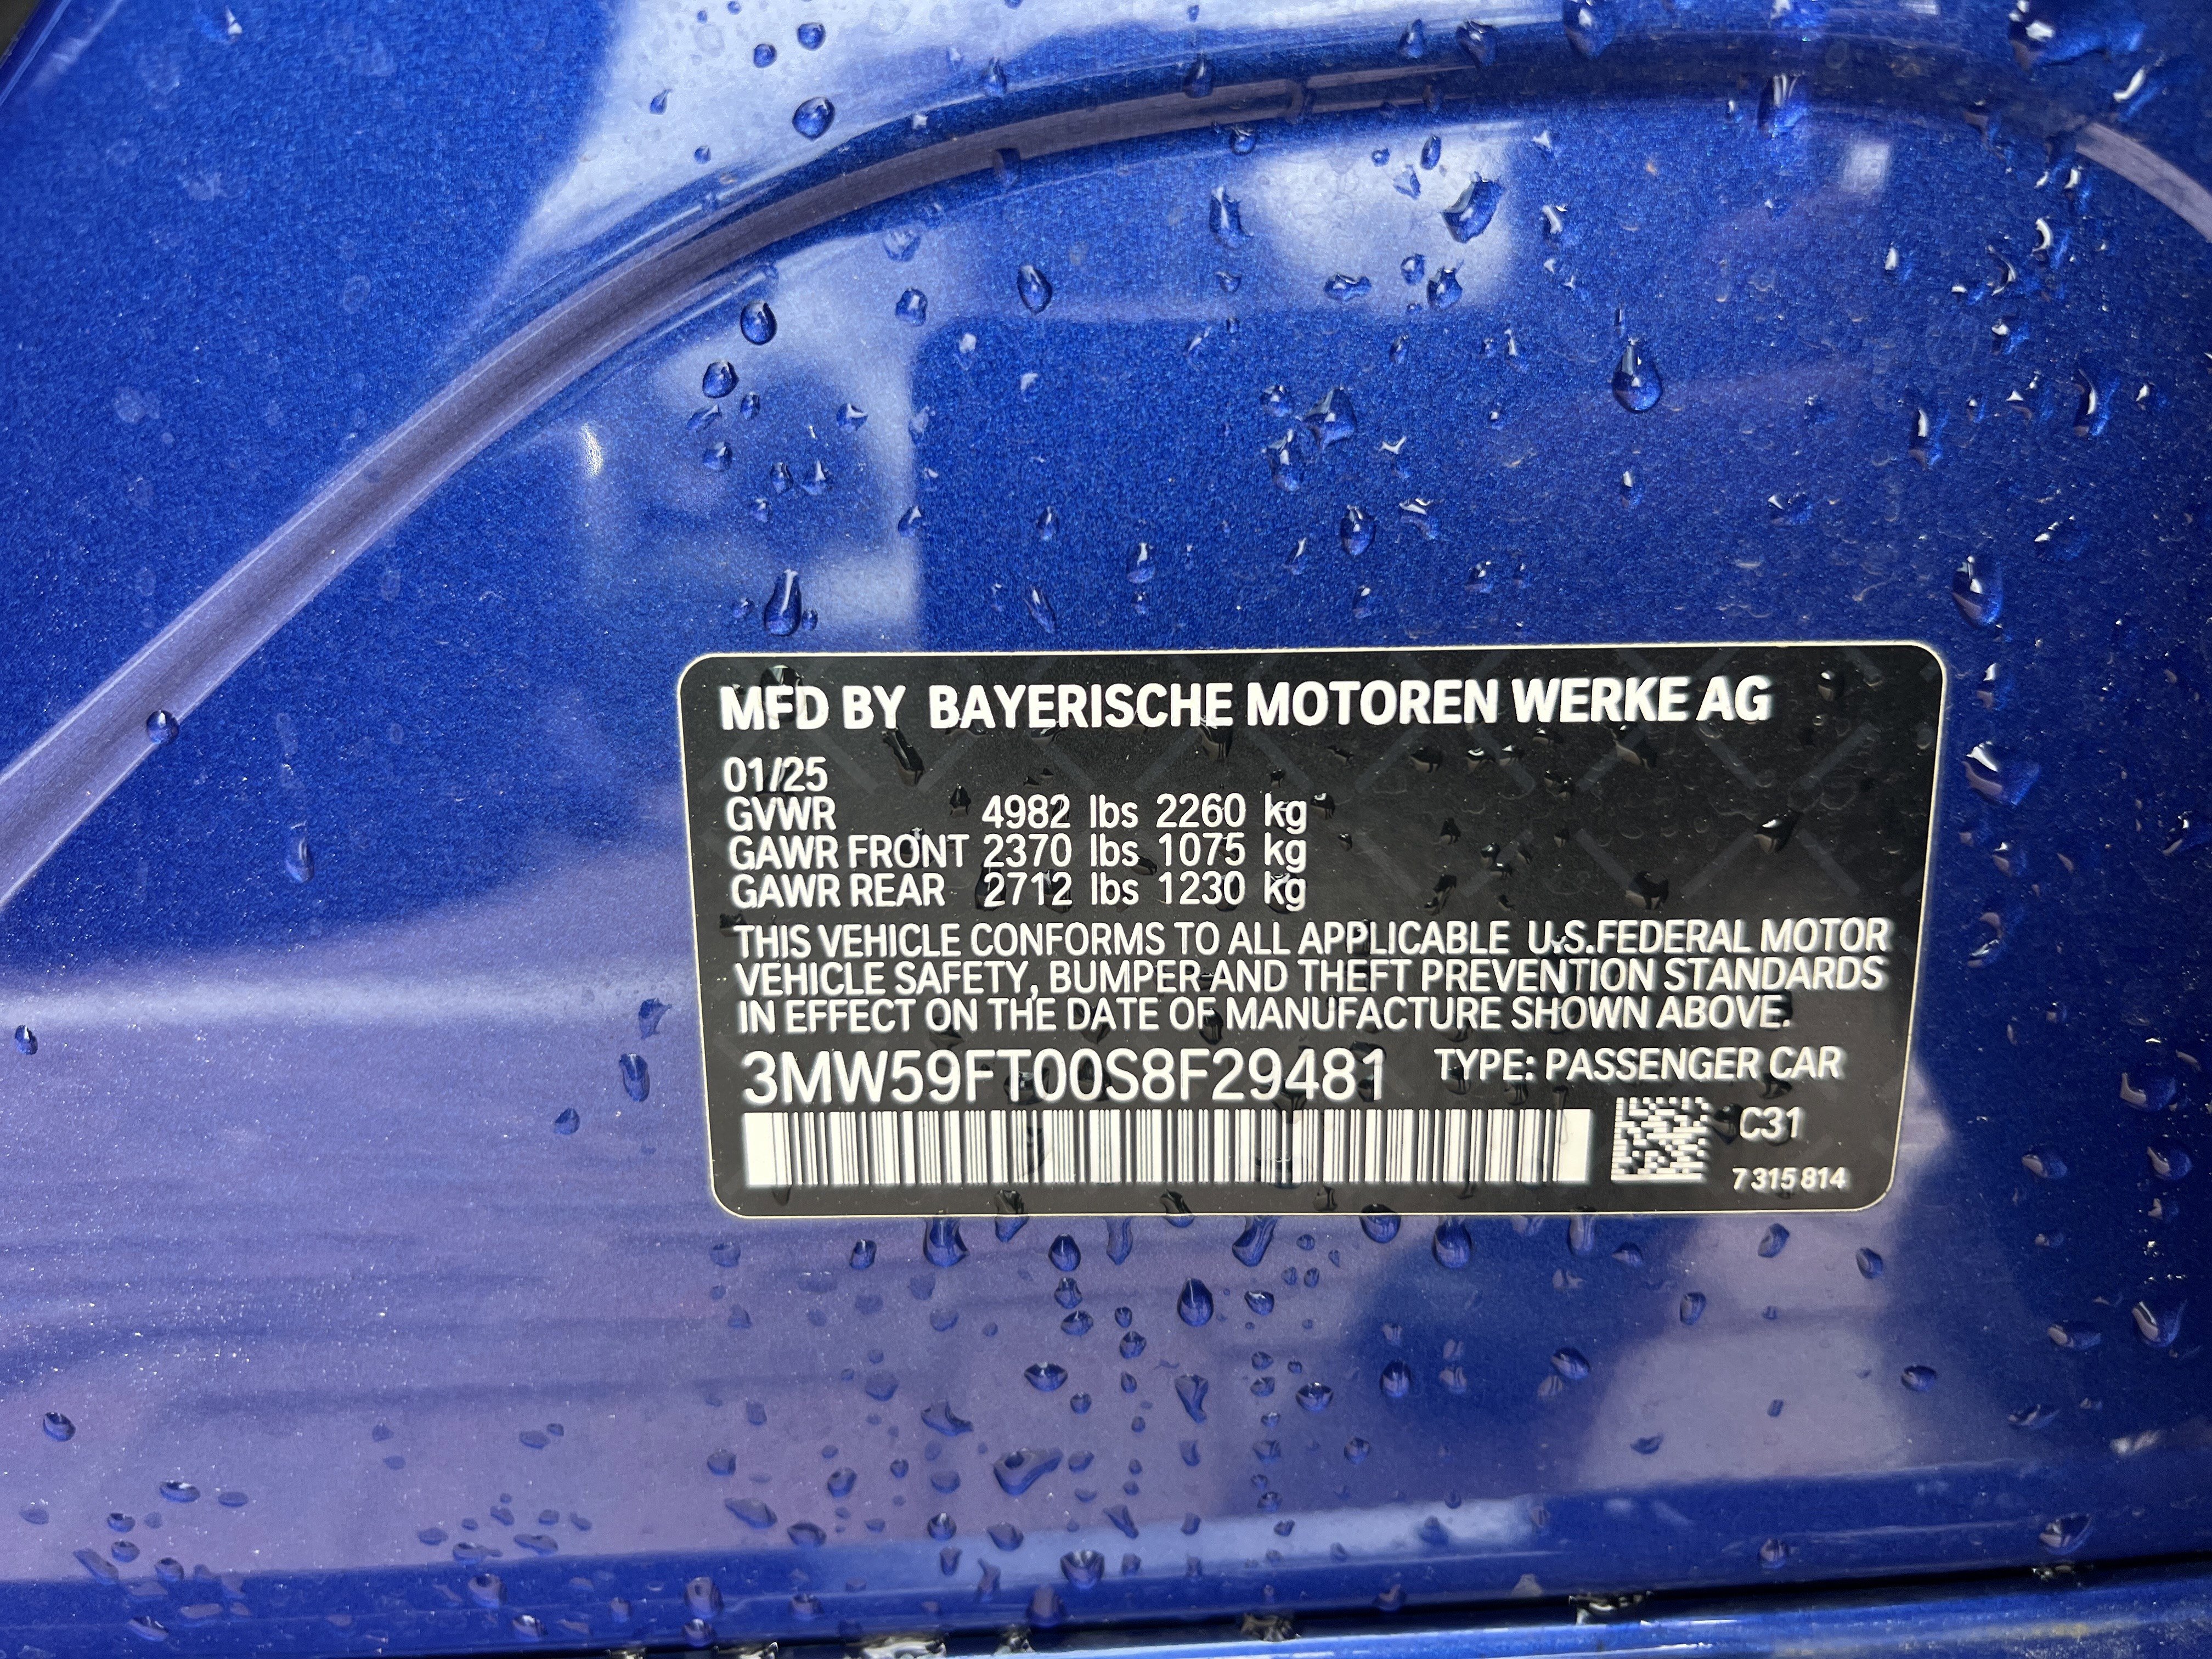 MFD BY BAYERISCHE MOTOREN WERKE AG
01/25
GVWR 4982 lbs 2260 kg
GAWR FRONT 2370 lbs 1075 kg
GAWR REAR 2712 lbs 1230 kg
THIS VEHICLE CONFORMS TO ALL APPLICABLE U.S.FEDERAL MOTOR
VEHICLE SAFETY, BUMPER AND THEFT PREVENTION STANDARDS
IN EFFECT ON THE DATE OF MANUFACTURE SHOWN ABOVE.
3MW59FT00S8F29481 TYPE: PASSENGER CAR
C31
7 315 814